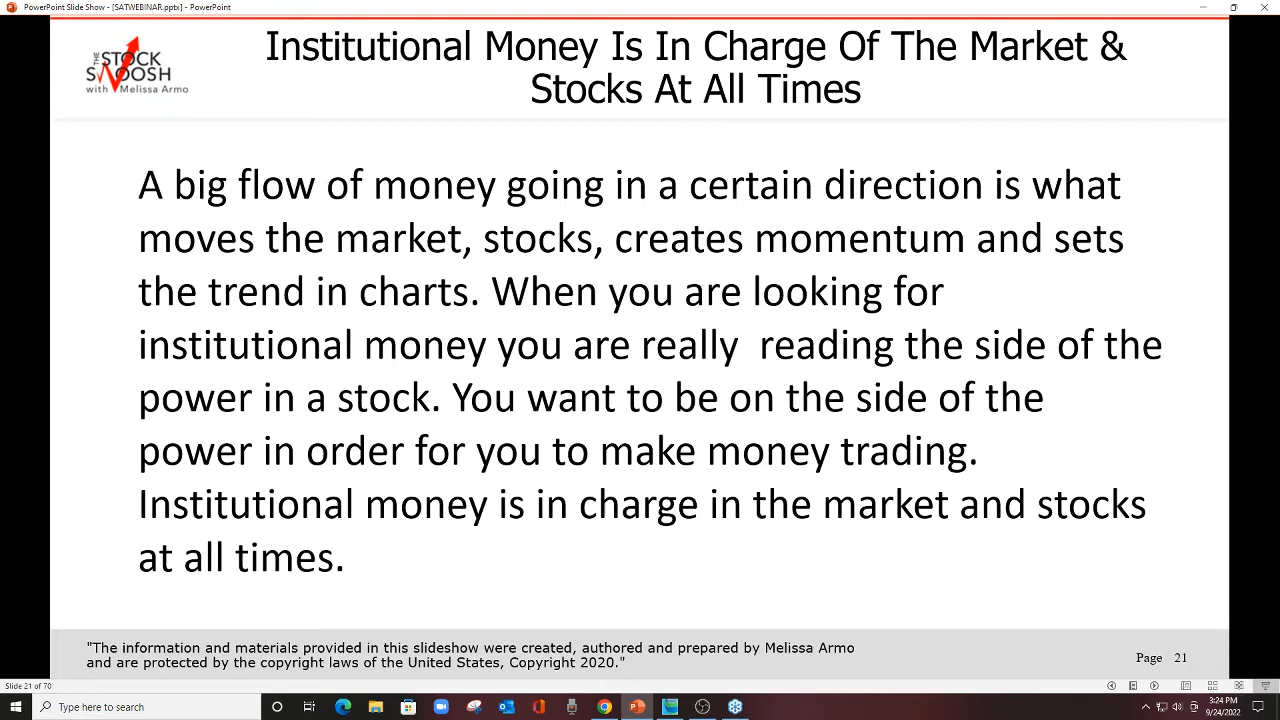 PowerPoint Slide Show - [SATWEBINAR.pptx] - PowerPoint
THE STOCK
SWOOSH
with Melissa Armo
Institutional Money Is In Charge Of The Market &
Stocks At All Times
A big flow of money going in a certain direction is what
moves the market, stocks, creates momentum and sets
the trend in charts. When you are looking for
institutional money you are really  reading the side of the
power in a stock. You want to be on the side of the
power in order for you to make money trading.
Institutional money is in charge in the market and stocks
at all times.
"The information and materials provided in this slideshow were created, authored and prepared by Melissa Armo
and are protected by the copyright laws of the United States, Copyright 2020."
Page 21
Slide 21 of 70
Type here to search
3:24 PM
9/24/2022